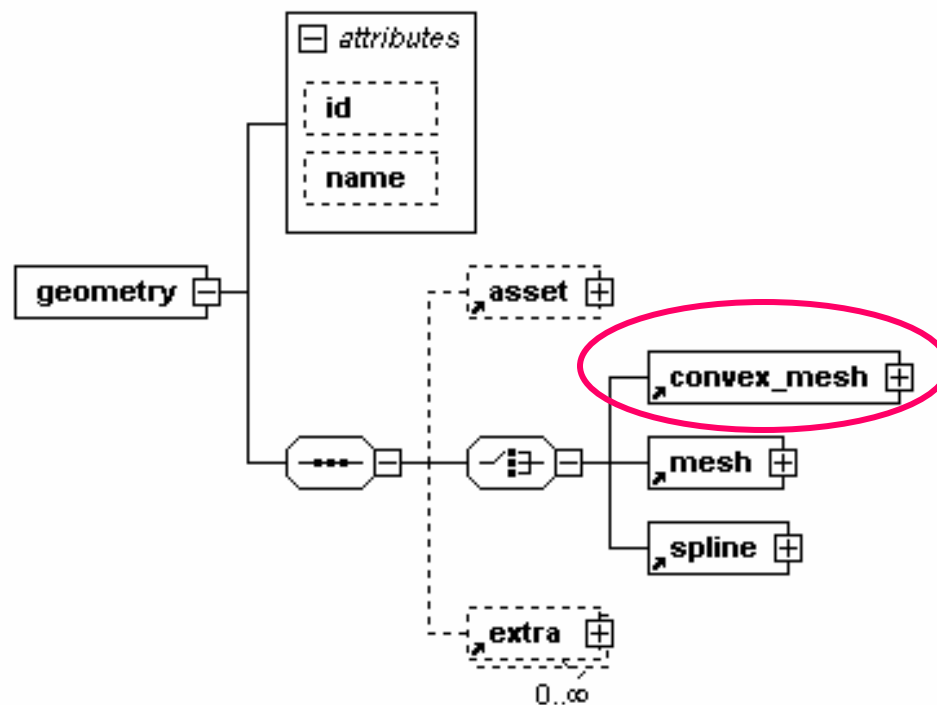 attributes
id
name
geometry
asset
convex_mesh
mesh
spline
extra
0..∞